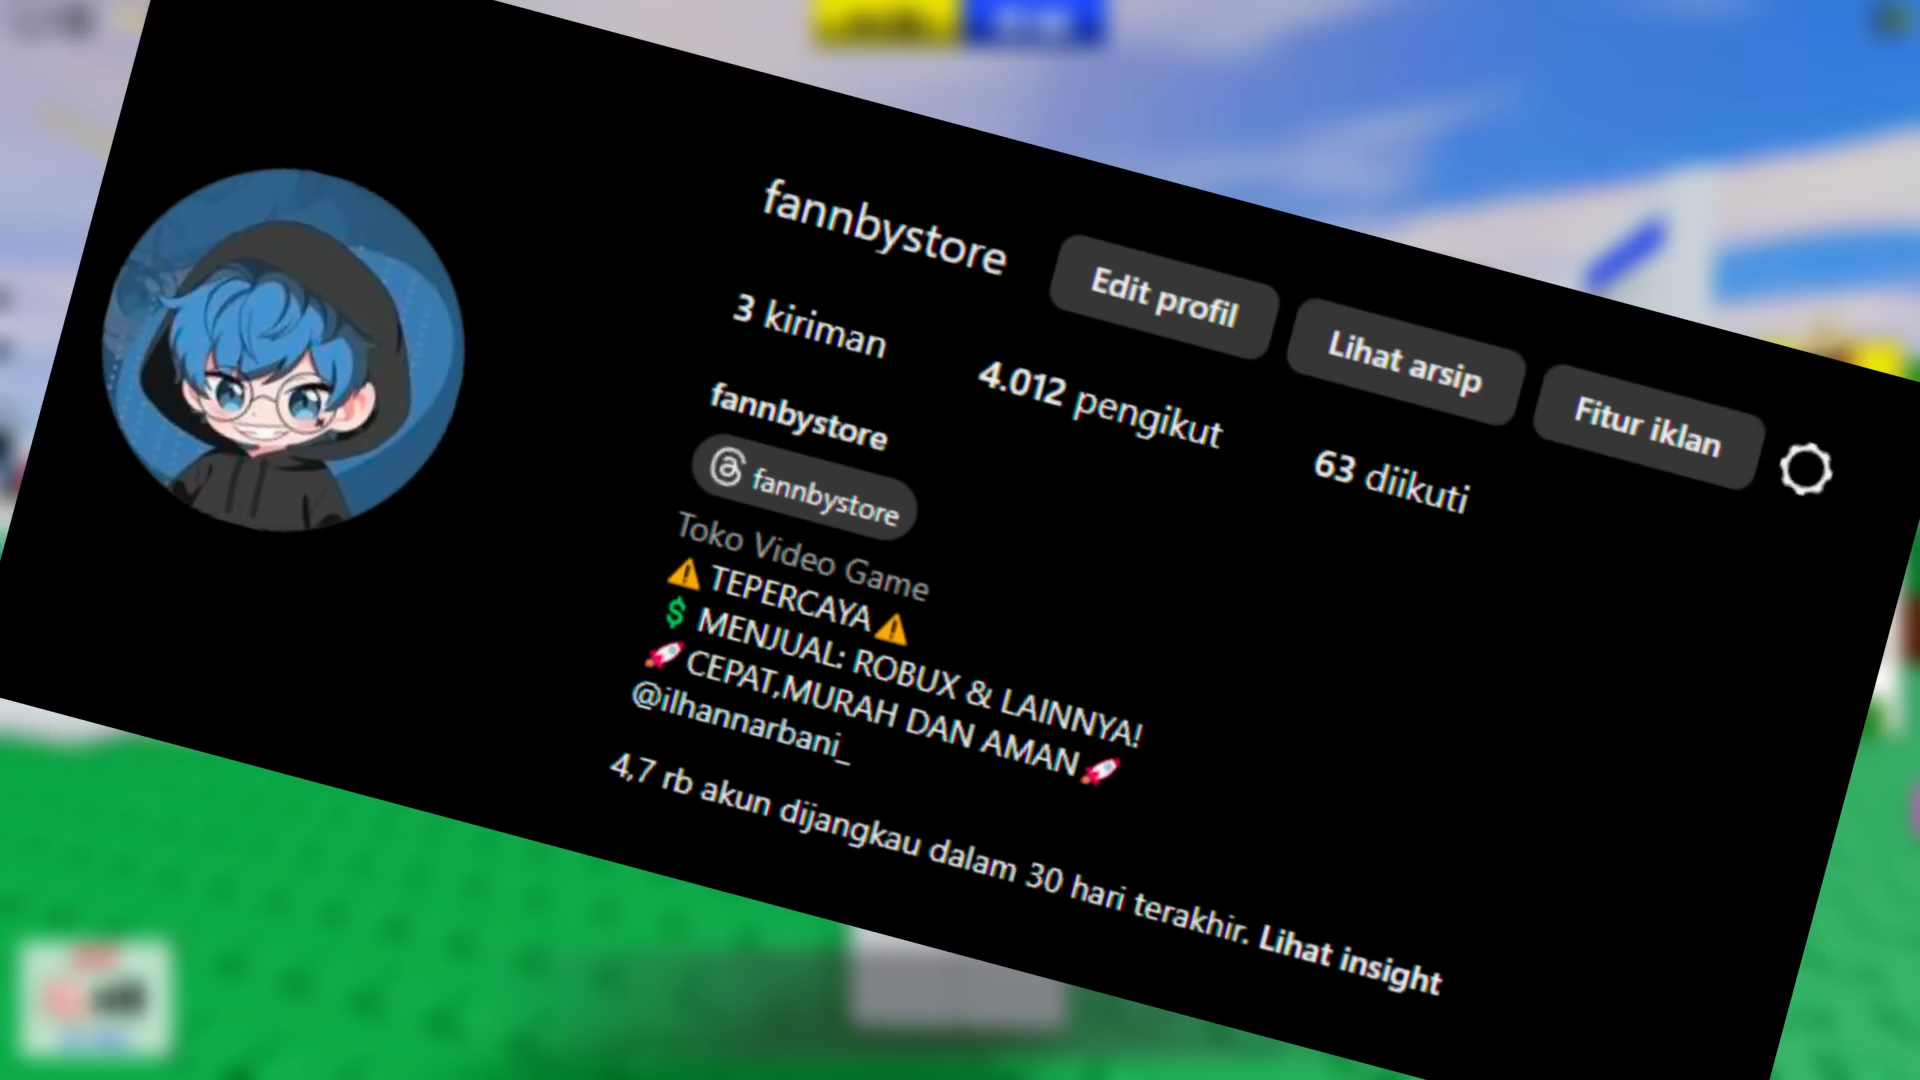 fannbystore Edit profil Lihat arsip Fitur iklan
3 kiriman 4.012 pengikut 63 diikuti
fannbystore
fannbystore
Toko Video Game
⚠️ TEPERCAYA⚠️
💲 MENJUAL: ROBUX & LAINNYA!
🚀 CEPAT,MURAH DAN AMAN🚀
@ilhannarbani_
4,7 rb akun dijangkau dalam 30 hari terakhir. Lihat insight